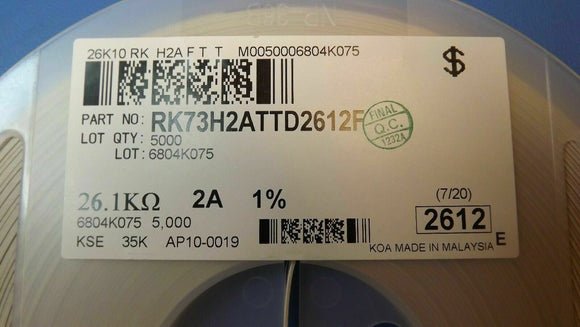 26K10 RK H2A F T T M0050006804K075
PART NO: RK73H2ATTD2612F
LOT QTY: 5000
LOT: 6804K075
FINAL
Q.C.
1232A
26.1KΩ 2A 1%
(7/20)
6804K075 5,000
2612 E
KSE 35K AP10-0019
KOA MADE IN MALAYSIA